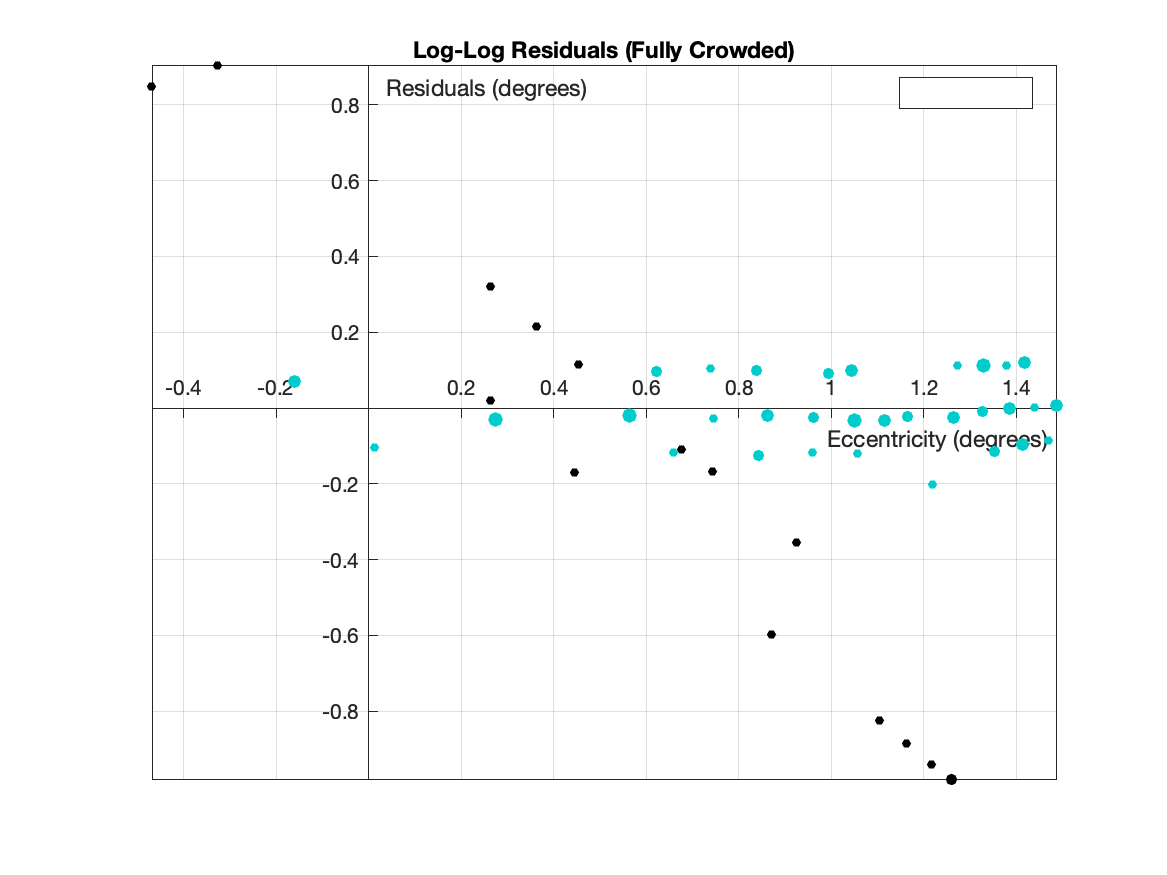 Log-Log Residuals (Fully Crowded)
Residuals (degrees)
0.8
0.6
0.4
0.2
-0.4 -0.2 0.2 0.4 0.6 0.8 1 1.2 1.4
Eccentricity (degrees)
-0.2
-0.4
-0.6
-0.8